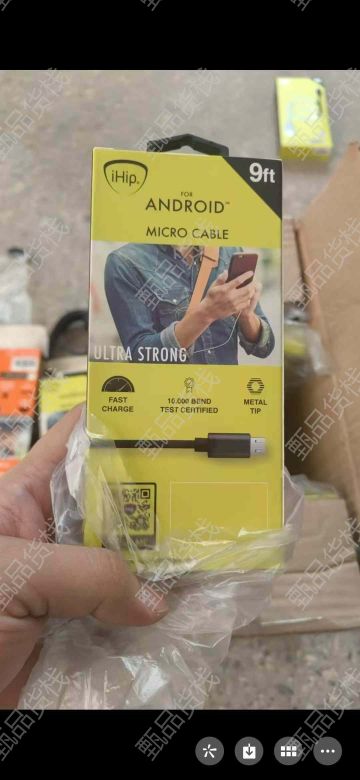 iHip®
9ft
FOR
ANDROID™
MICRO CABLE
ULTRA STRONG
FAST
CHARGE
10,000 BEND
TEST CERTIFIED
METAL
TIP
甄品货栈